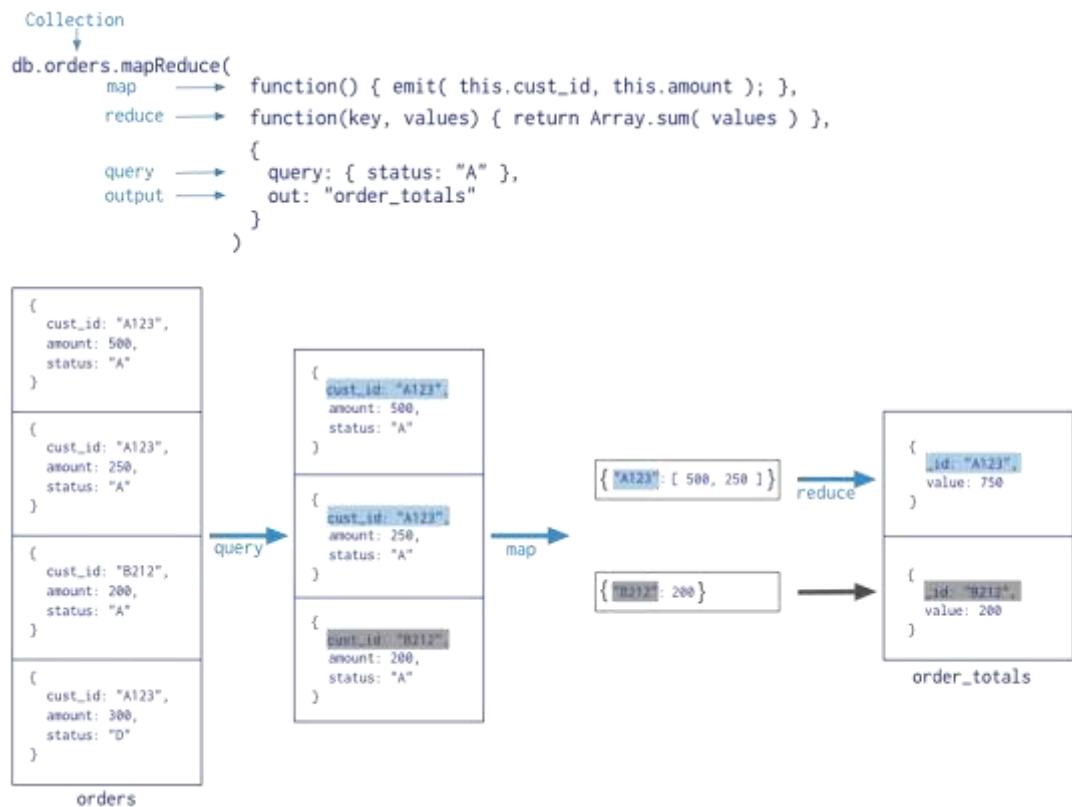 Collection
db.orders.mapReduce(
map function() { emit( this.cust_id, this.amount ); },
reduce function(key, values) { return Array.sum( values ) },
{
query query: { status: "A" },
output out: "order_totals"
}
)
{
cust_id: "A123",
amount: 500,
status: "A"
}
{
cust_id: "A123",
amount: 250,
status: "A"
}
{
cust_id: "B212",
amount: 200,
status: "A"
}
{
cust_id: "A123",
amount: 300,
status: "D"
}
orders
query
{
cust_id: "A123",
amount: 500,
status: "A"
}
{
cust_id: "A123",
amount: 250,
status: "A"
}
{
cust_id: "B212",
amount: 200,
status: "A"
}
map
{ "A123": [ 500, 250 ] }
{ "B212": 200 }
reduce
{
_id: "A123",
value: 750
}
{
_id: "B212",
value: 200
}
order_totals